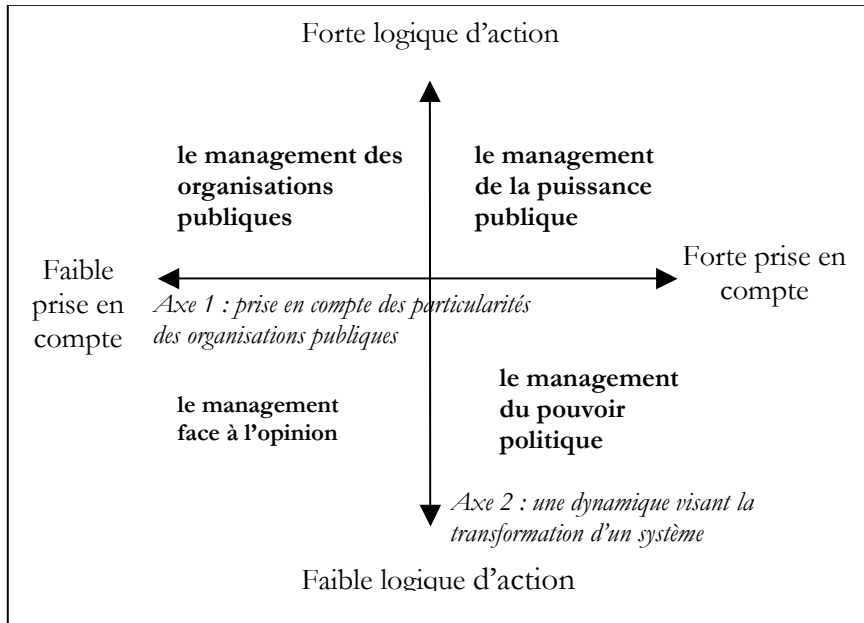 Forte logique d'action
le management des
organisations
publiques
le management
de la puissance
publique
Faible
prise en
compte
Forte prise en
compte
Axe 1 : prise en compte des particularités
des organisations publiques
le management
face à l'opinion
le management
du pouvoir
politique
Axe 2 : une dynamique visant la
transformation d'un système
Faible logique d'action